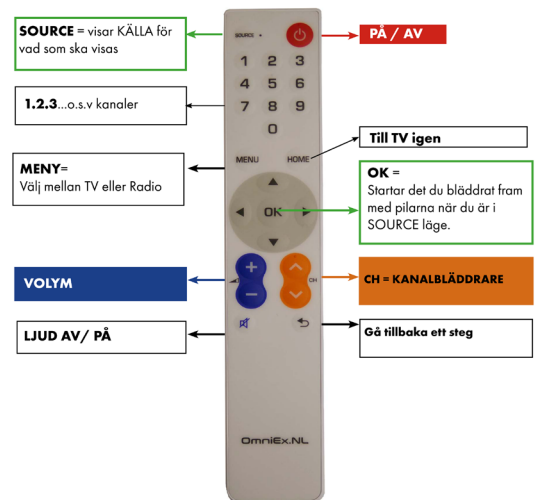 SOURCE = visar KÄLLA för
vad som ska visas
SOURCE
PÅ / AV
1 2 3
4 5 6
7 8 9
0
1.2.3...o.s.v kanaler
Till TV igen
MENU HOME
MENY=
Välj mellan TV eller Radio
OK =
Startar det du bläddrat fram
med pilarna när du är i
SOURCE läge.
OK
VOLYM
+
−
CH
CH = KANALBLÄDDRARE
LJUD AV/ PÅ
Gå tillbaka ett steg
OmniEx.NL